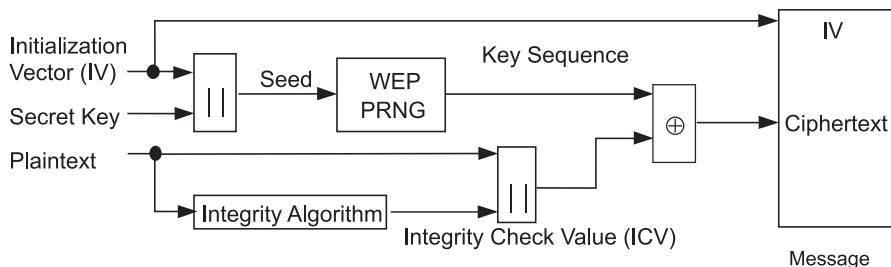 Initialization
Vector (IV)
Secret Key
Plaintext
||
Seed
WEP
PRNG
Key Sequence
Integrity Algorithm
||
Integrity Check Value (ICV)
⊕
IV
Ciphertext
Message